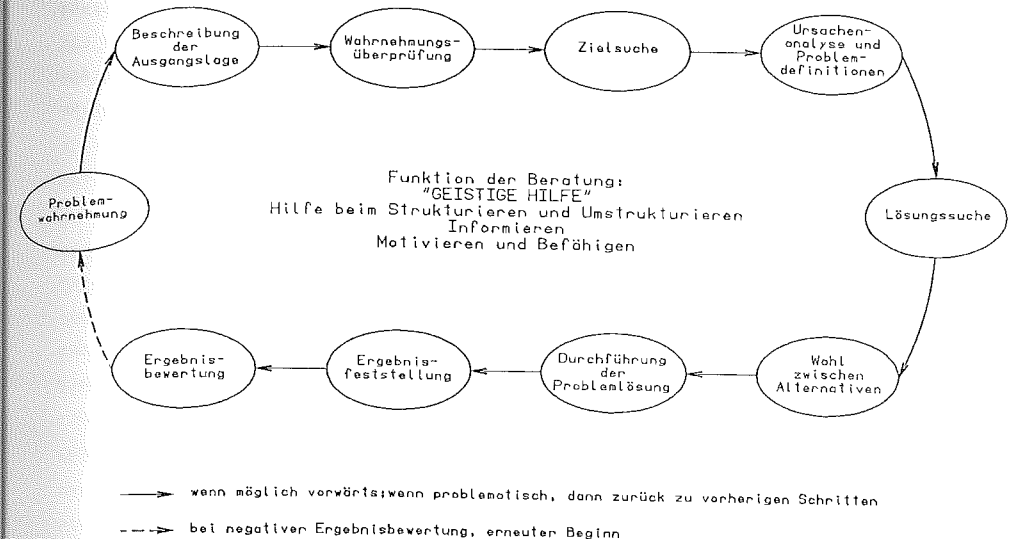 Beschreibung
der
Ausgangslage
Wahrnehmungs-
überprüfung
Zielsuche
Ursachen-
analyse und
Problem-
definitionen
Problem-
wahrnehmung
Funktion der Beratung:
"GEISTIGE HILFE"
Hilfe beim Strukturieren und Umstrukturieren
Informieren
Motivieren und Befähigen
Lösungssuche
Ergebnis-
bewertung
Ergebnis-
feststellung
Durchführung
der
Problemlösung
Wahl
zwischen
Alternativen
wenn möglich vorwärts;wenn problematisch, dann zurück zu vorherigen Schritten
bei negativer Ergebnisbewertung, erneuter Beginn